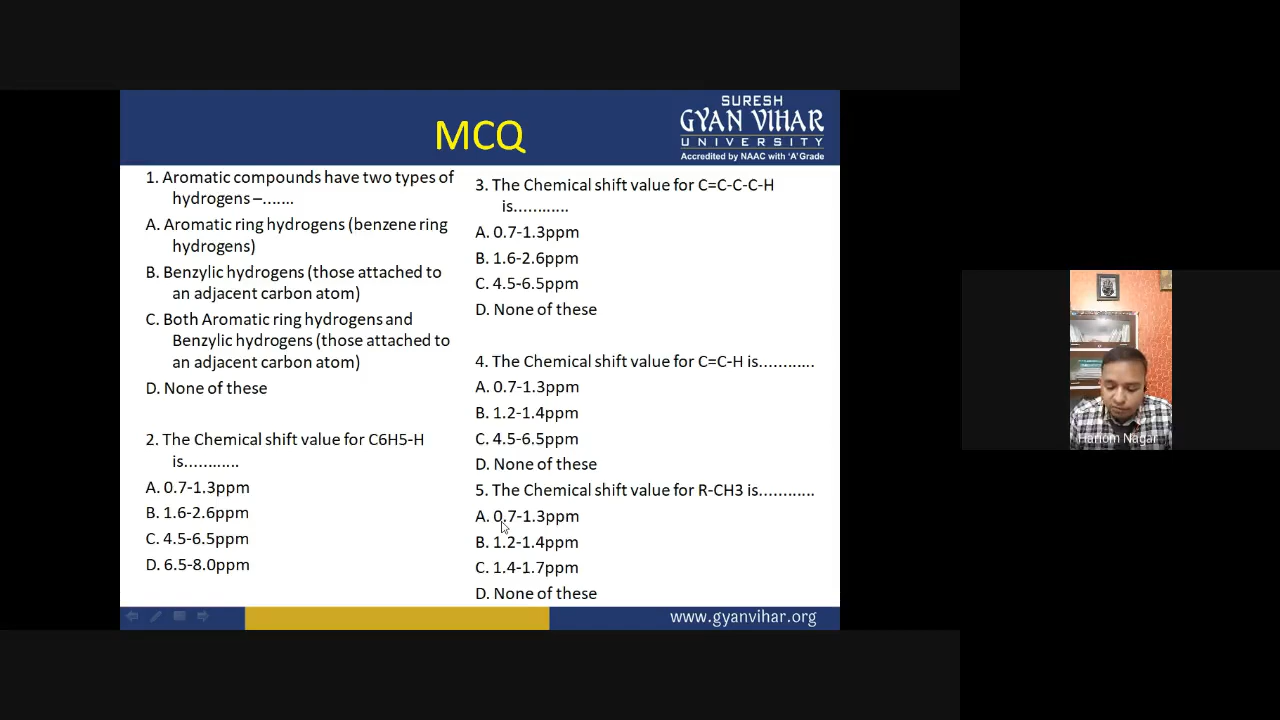 SURESH
GYAN VIHAR
UNIVERSITY
Accredited by NAAC with 'A' Grade
MCQ
1. Aromatic compounds have two types of
hydrogens –.......
A. Aromatic ring hydrogens (benzene ring
hydrogens)
B. Benzylic hydrogens (those attached to
an adjacent carbon atom)
C. Both Aromatic ring hydrogens and
Benzylic hydrogens (those attached to
an adjacent carbon atom)
D. None of these
2. The Chemical shift value for C6H5-H
is............
A. 0.7-1.3ppm
B. 1.6-2.6ppm
C. 4.5-6.5ppm
D. 6.5-8.0ppm
3. The Chemical shift value for C=C-C-C-H
is............
A. 0.7-1.3ppm
B. 1.6-2.6ppm
C. 4.5-6.5ppm
D. None of these
4. The Chemical shift value for C=C-H is............
A. 0.7-1.3ppm
B. 1.2-1.4ppm
C. 4.5-6.5ppm
D. None of these
5. The Chemical shift value for R-CH3 is............
A. 0.7-1.3ppm
B. 1.2-1.4ppm
C. 1.4-1.7ppm
D. None of these
www.gyanvihar.org
Hariom Nagar